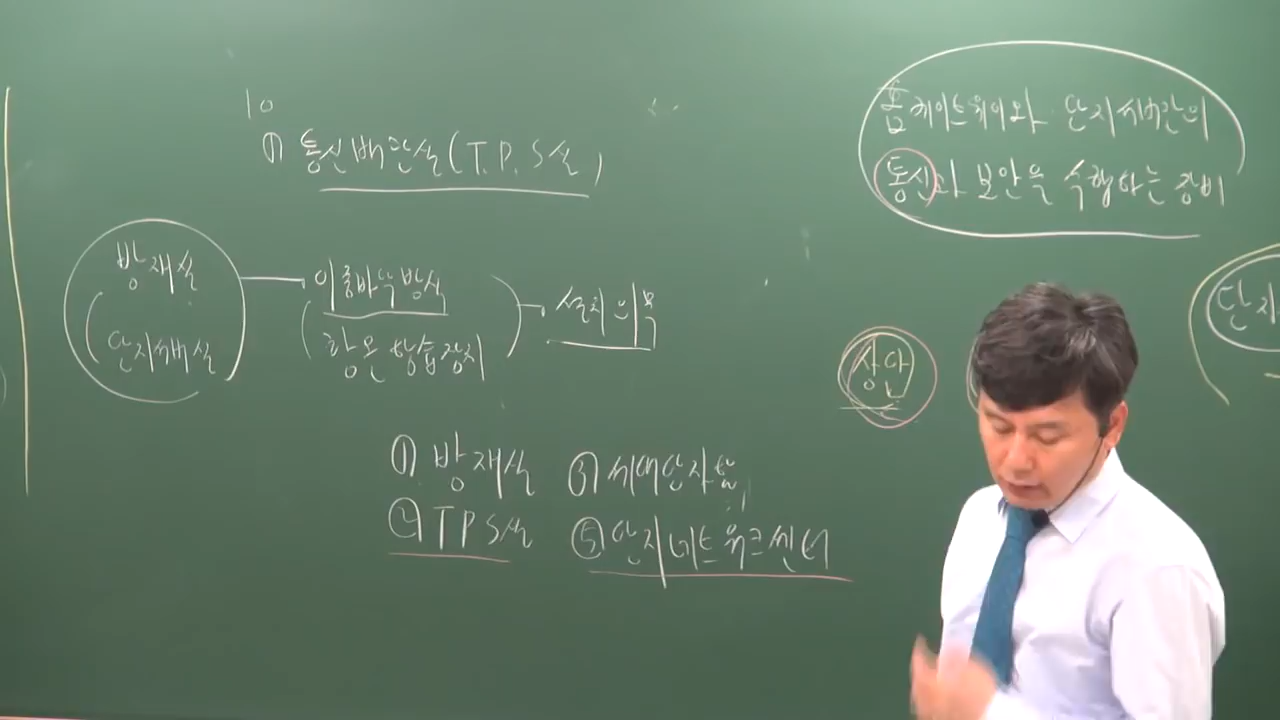 10
① 통신배관실(T.P.S실)
방재실
(단지서버실
이중바닥방식
(항온항습장치) 설치의무
① 방재실 ③ 세대단자함
② TPS실 ⑤ 단지네트워크센터
홈게이트웨이와 단지서버간의
통신과 보안을 수행하는 장비
상안
단지